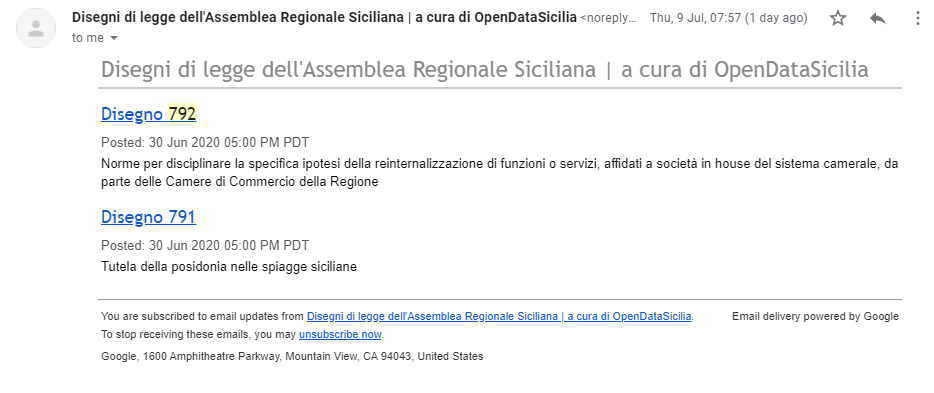 Disegni di legge dell'Assemblea Regionale Siciliana | a cura di OpenDataSicilia <noreply… Thu, 9 Jul, 07:57 (1 day ago)
to me
Disegni di legge dell'Assemblea Regionale Siciliana | a cura di OpenDataSicilia
Disegno 792
Posted: 30 Jun 2020 05:00 PM PDT
Norme per disciplinare la specifica ipotesi della reinternalizzazione di funzioni o servizi, affidati a società in house del sistema camerale, da
parte delle Camere di Commercio della Regione
Disegno 791
Posted: 30 Jun 2020 05:00 PM PDT
Tutela della posidonia nelle spiagge siciliane
You are subscribed to email updates from Disegni di legge dell'Assemblea Regionale Siciliana | a cura di OpenDataSicilia. Email delivery powered by Google
To stop receiving these emails, you may unsubscribe now.
Google, 1600 Amphitheatre Parkway, Mountain View, CA 94043, United States